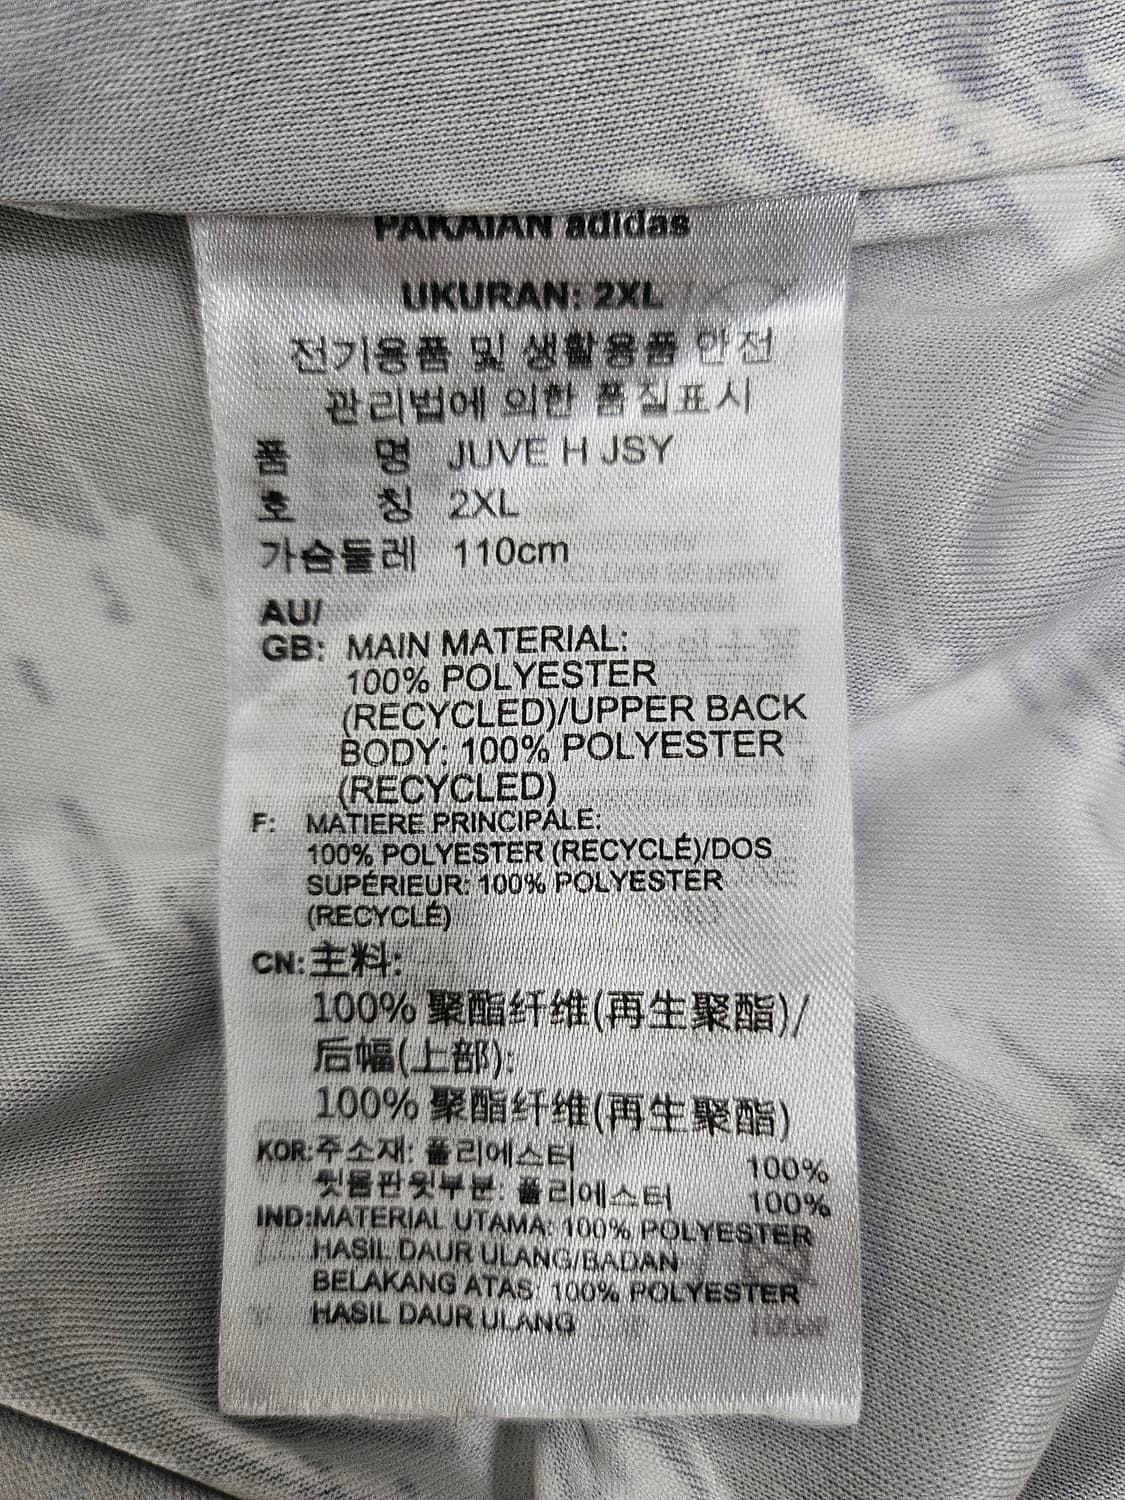 PAKAIAN adidas
UKURAN: 2XL
전기용품 및 생활용품 안전
관리법에 의한 품질표시
품 명 JUVE H JSY
호 칭 2XL
가슴둘레 110cm
AU/
GB: MAIN MATERIAL:
100% POLYESTER
(RECYCLED)/UPPER BACK
BODY: 100% POLYESTER
(RECYCLED)
F: MATIERE PRINCIPALE:
100% POLYESTER (RECYCLÉ)/DOS
SUPÉRIEUR: 100% POLYESTER
(RECYCLÉ)
CN:主料:
100% 聚酯纤维(再生聚酯)/
后幅(上部):
100% 聚酯纤维(再生聚酯)
KOR:주소재: 폴리에스터 100%
뒷몸판윗부분: 폴리에스터 100%
IND:MATERIAL UTAMA: 100% POLYESTER
HASIL DAUR ULANG/BADAN
BELAKANG ATAS: 100% POLYESTER
HASIL DAUR ULANG